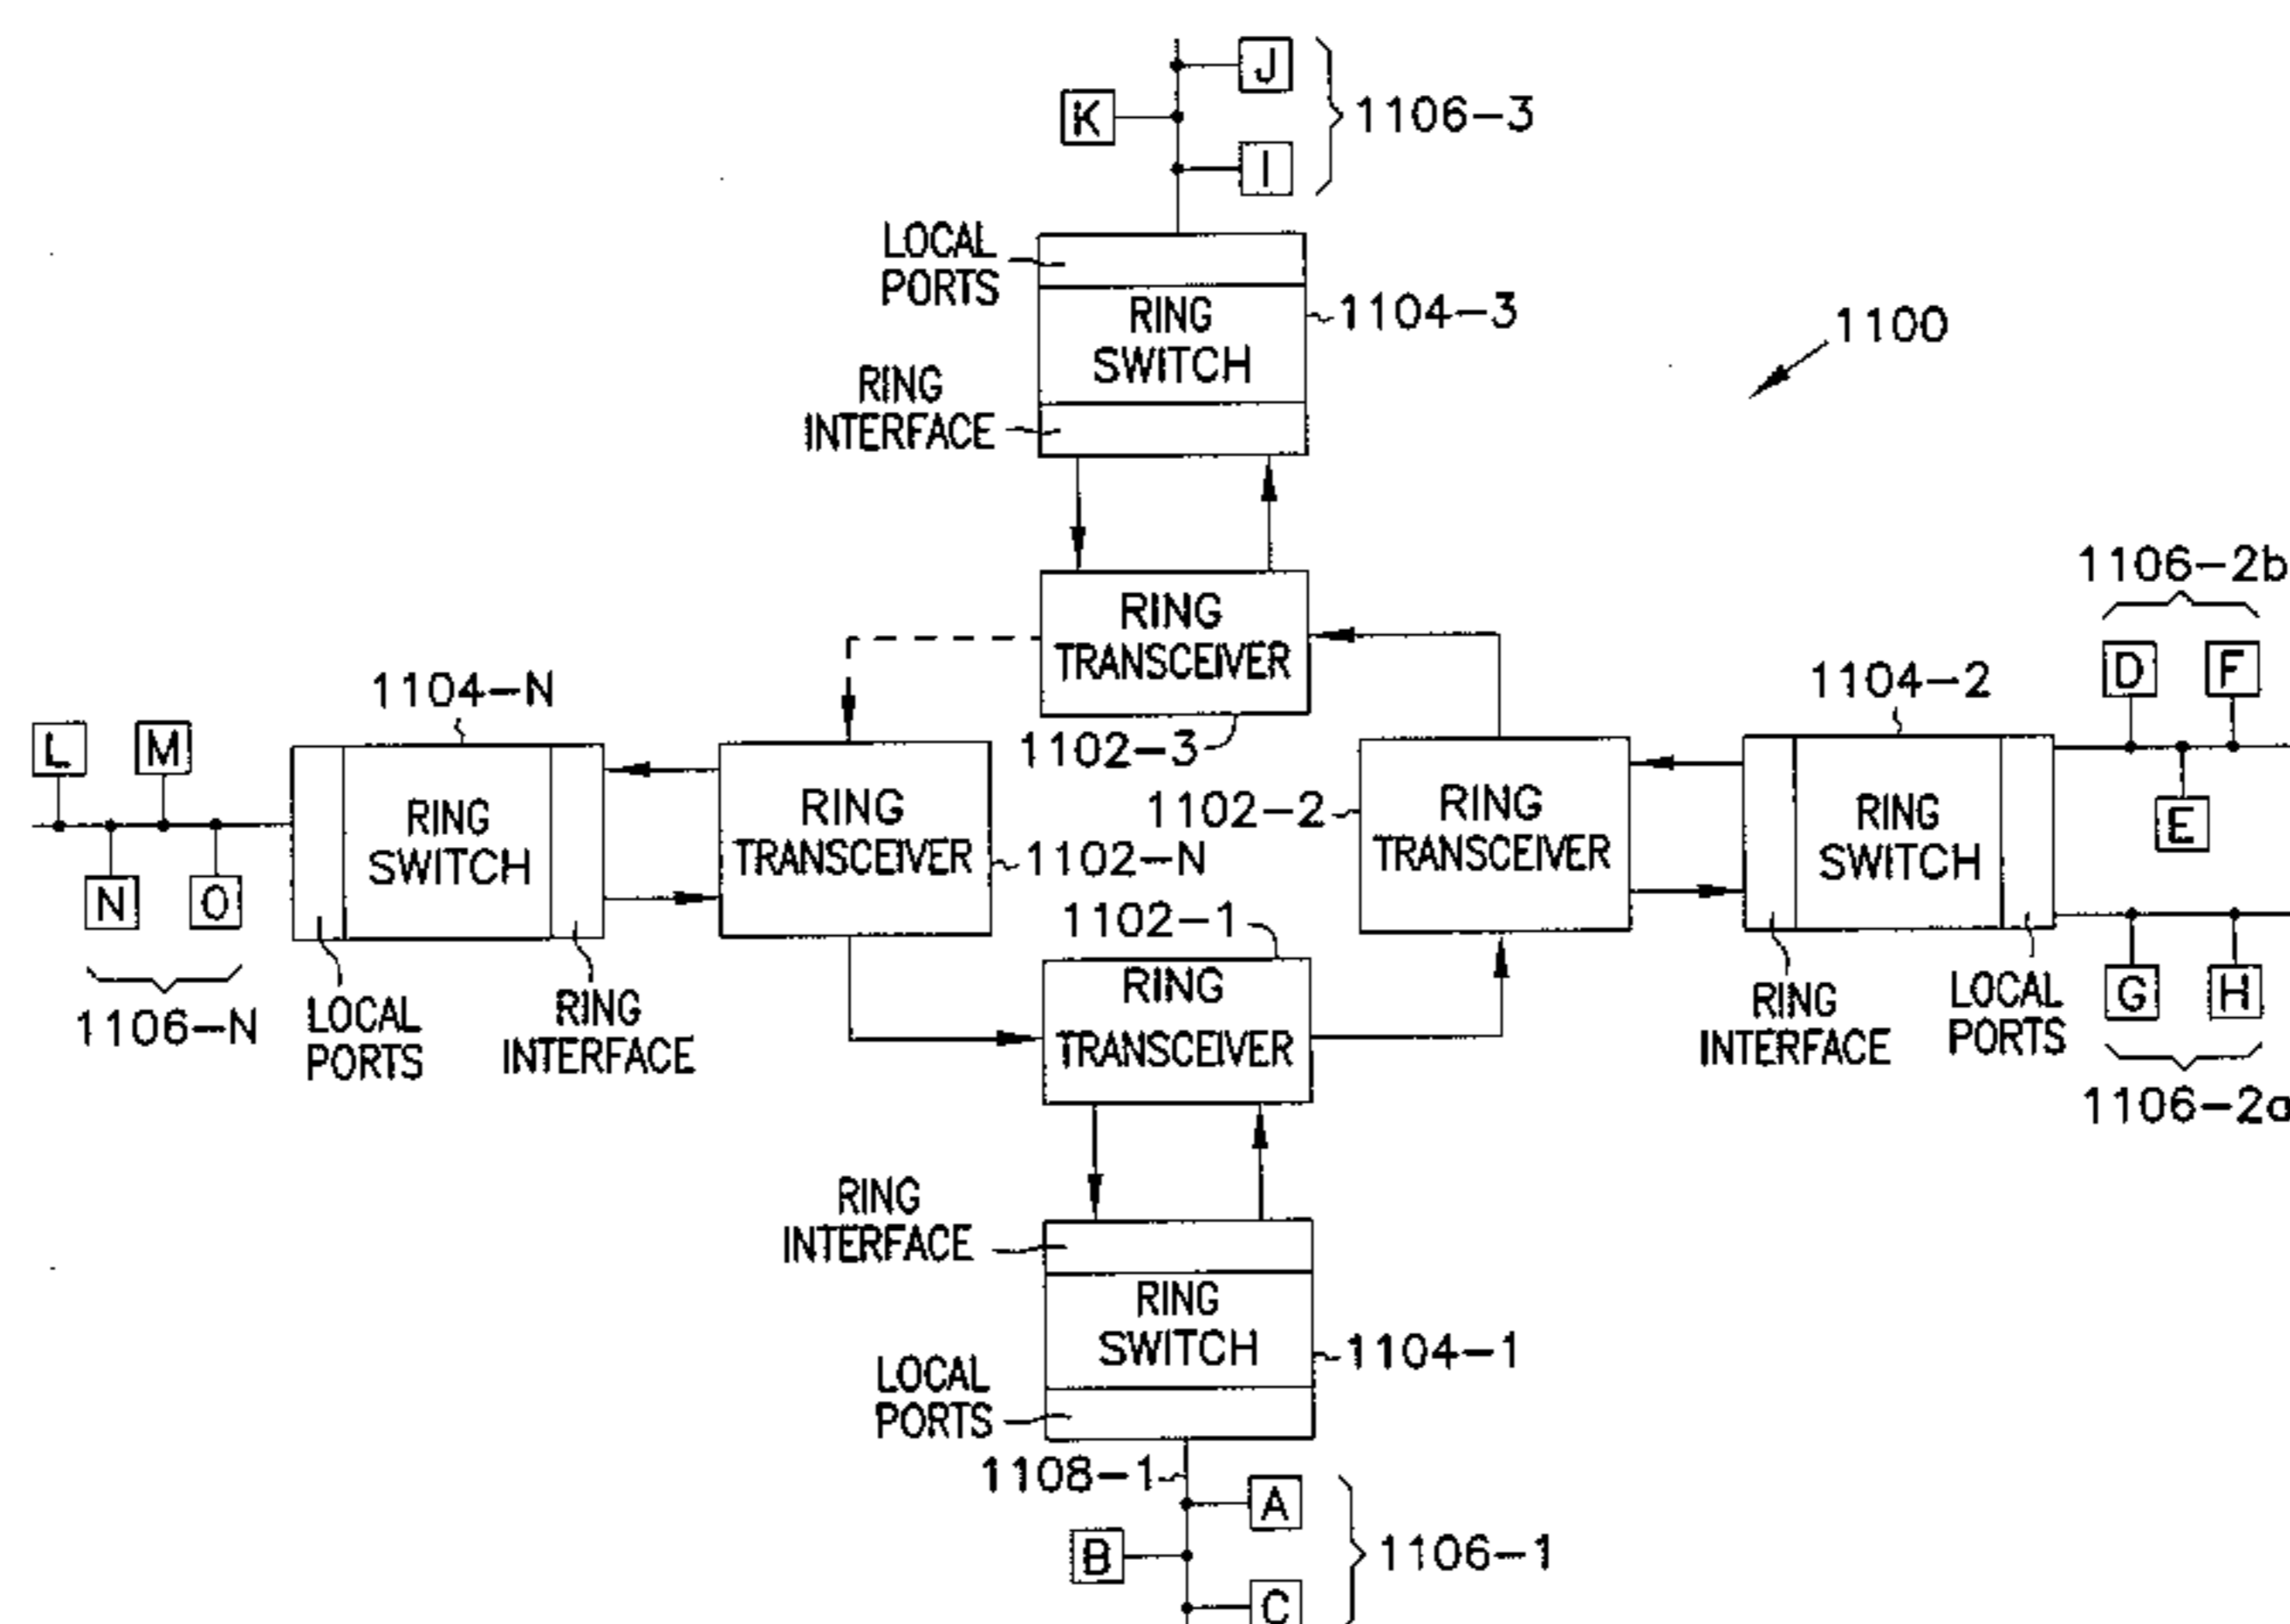 J
K
1106-3
I
LOCAL
PORTS
RING
SWITCH
1104-3
1100
RING
INTERFACE
1106-2b
RING
TRANSCEIVER
D
F
1104-N
1104-2
L
M
1102-3
RING
SWITCH
RING
TRANSCEIVER
1102-2
RING
TRANSCEIVER
RING
SWITCH
E
1102-N
N
O
1102-1
RING
TRANSCEIVER
G
H
1106-N
LOCAL
PORTS
RING
INTERFACE
RING
INTERFACE
LOCAL
PORTS
1106-2a
RING
INTERFACE
RING
SWITCH
1104-1
LOCAL
PORTS
1108-1
A
B
1106-1
C